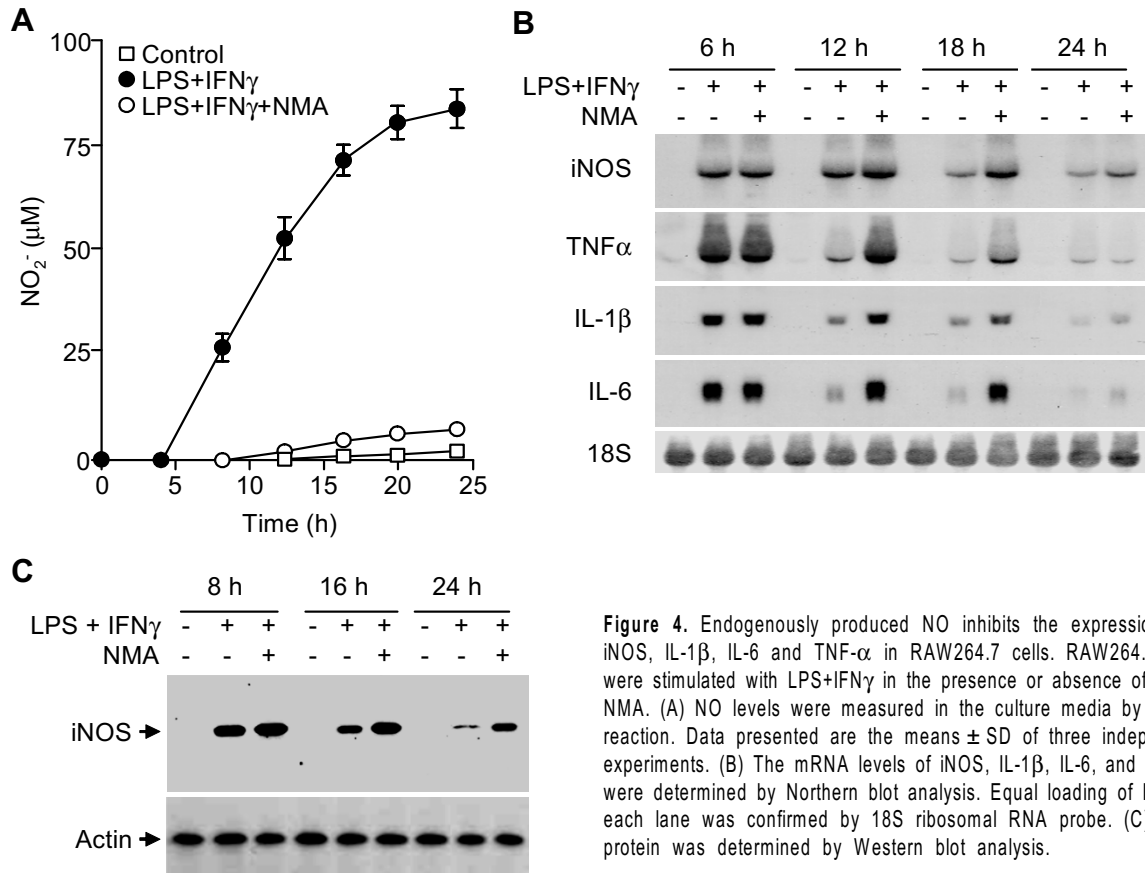 A
100
75
50
25
0
NO₂⁻ (μM)
Control
LPS+IFNγ
LPS+IFNγ+NMA
0 5 10 15 20 25
Time (h)
B
6 h 12 h 18 h 24 h
LPS+IFNγ - + + - + + - + + - + +
NMA - - + - - + - - + - - +
iNOS
TNFα
IL-1β
IL-6
18S
C
8 h 16 h 24 h
LPS + IFNγ - + + - + + - + +
NMA - - + - - + - - +
iNOS
Actin
Figure 4. Endogenously produced NO inhibits the expressio
iNOS, IL-1β, IL-6 and TNF-α in RAW264.7 cells. RAW264.
were stimulated with LPS+IFNγ in the presence or absence of
NMA. (A) NO levels were measured in the culture media by
reaction. Data presented are the means ± SD of three indep
experiments. (B) The mRNA levels of iNOS, IL-1β, IL-6, and
were determined by Northern blot analysis. Equal loading of
each lane was confirmed by 18S ribosomal RNA probe. (C)
protein was determined by Western blot analysis.